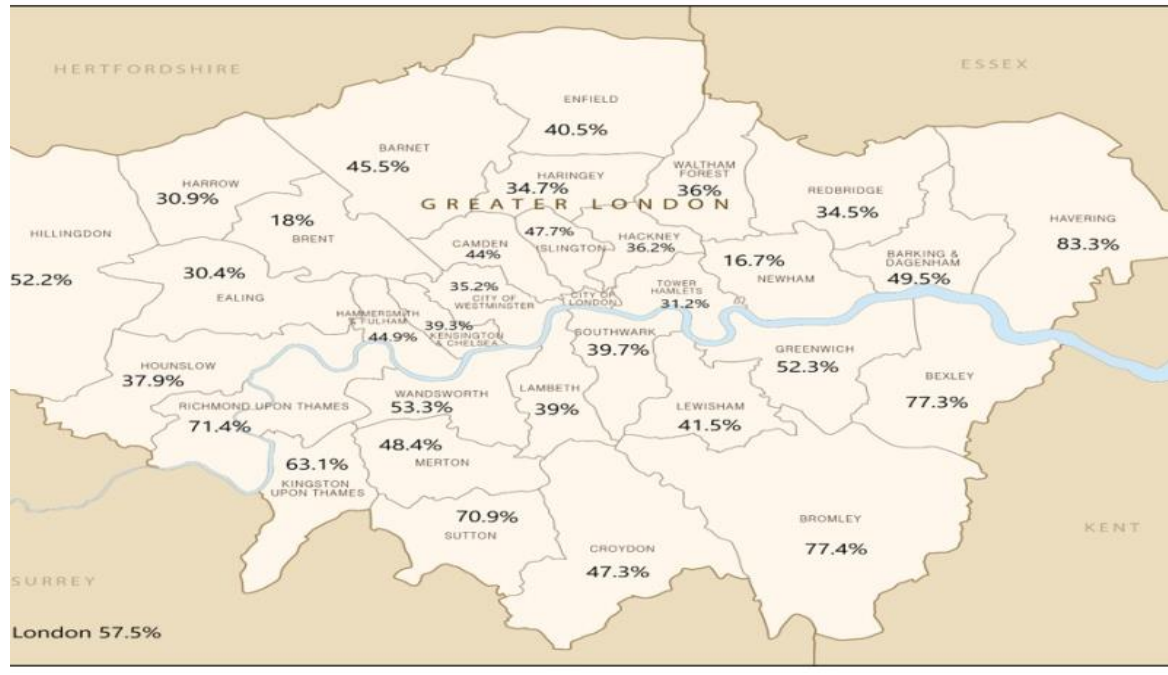 HERTFORDSHIRE
ESSEX
ENFIELD
40.5%
BARNET
45.5%
HARROW
30.9%
HARINGEY
34.7%
WALTHAM
FOREST
36%
REDBRIDGE
34.5%
GREATER LONDON
HILLINGDON
52.2%
18%
BRENT
HAVERING
83.3%
CAMDEN
44%
47.7%
ISLINGTON
HACKNEY
36.2%
16.7%
NEWHAM
BARKING &
DAGENHAM
49.5%
30.4%
EALING
35.2%
CITY OF
WESTMINSTER
CITY OF
LONDON
TOWER
HAMLETS
31.2%
HAMMERSMITH
& FULHAM
44.9%
39.3%
KENSINGTON
& CHELSEA
SOUTHWARK
39.7%
GREENWICH
52.3%
HOUNSLOW
37.9%
BEXLEY
77.3%
RICHMOND UPON THAMES
71.4%
WANDSWORTH
53.3%
LAMBETH
39%
LEWISHAM
41.5%
48.4%
MERTON
63.1%
KINGSTON
UPON THAMES
70.9%
SUTTON
CROYDON
47.3%
BROMLEY
77.4%
KENT
SURREY
London 57.5%